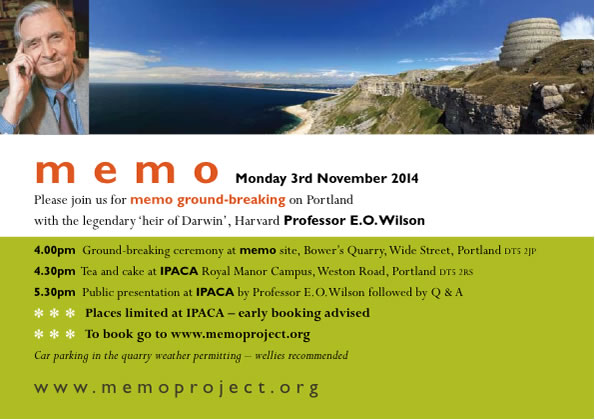 memo Monday 3rd November 2014
Please join us for memo ground-breaking on Portland
with the legendary ‘heir of Darwin’, Harvard Professor E.O.Wilson
4.00pm Ground-breaking ceremony at memo site, Bower’s Quarry, Wide Street, Portland DT5 2JP
4.30pm Tea and cake at IPACA Royal Manor Campus, Weston Road, Portland DT5 2RS
5.30pm Public presentation at IPACA by Professor E.O.Wilson followed by Q & A
✻ ✻ ✻ Places limited at IPACA – early booking advised
✻ ✻ ✻ To book go to www.memoproject.org
Car parking in the quarry weather permitting – wellies recommended
www.memoproject.org